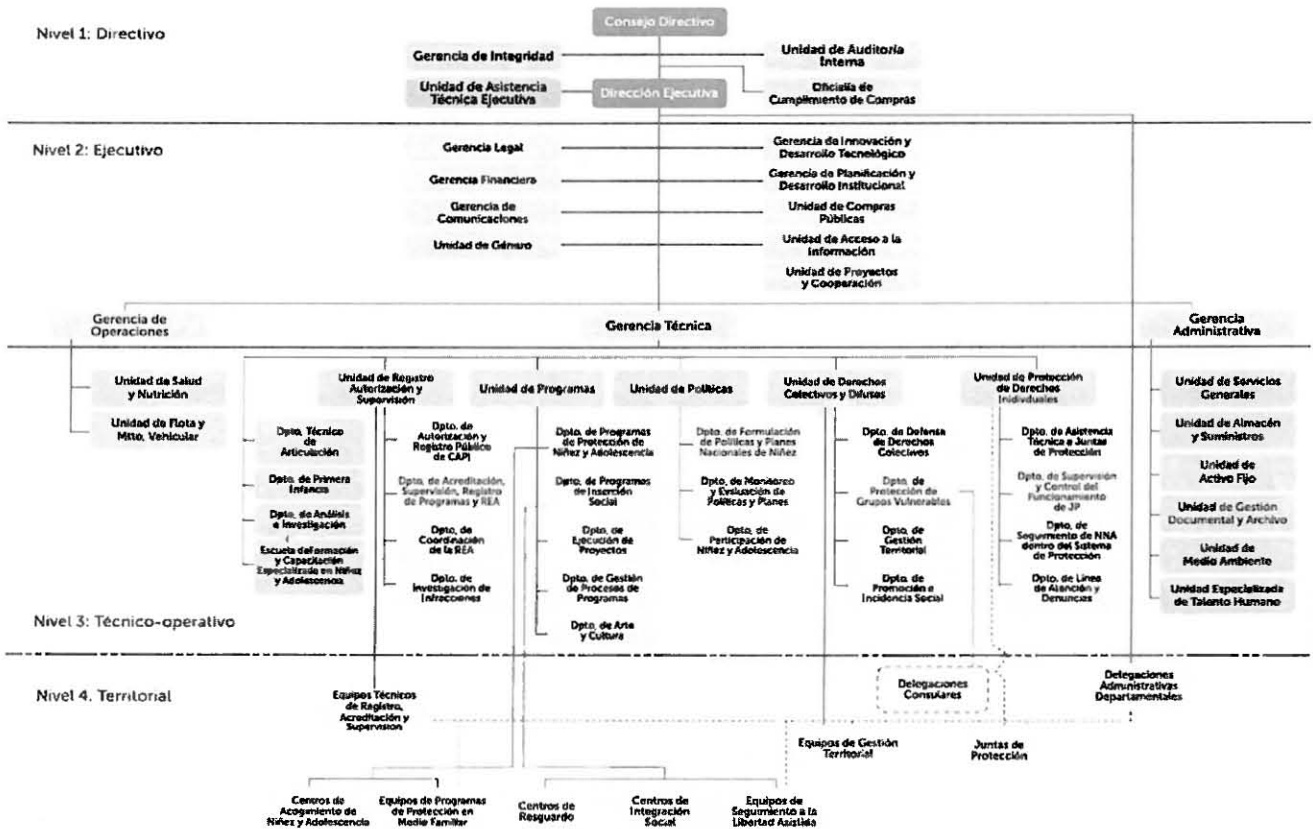 Nivel 1: Directivo
Consejo Directivo
Gerencia de Integridad
Unidad de Auditoría
Interna
Unidad de Asistencia
Técnica Ejecutiva
Dirección Ejecutiva
Oficialía de
Cumplimiento de Compras
Nivel 2: Ejecutivo
Gerencia Legal
Gerencia de Innovación y
Desarrollo Tecnológico
Gerencia Financiera
Gerencia de Planificación y
Desarrollo Institucional
Gerencia de
Comunicaciones
Unidad de Compras
Públicas
Unidad de Género
Unidad de Acceso a la
Información
Unidad de Proyectos
y Cooperación
Gerencia de
Operaciones
Gerencia Técnica
Gerencia
Administrativa
Unidad de Salud
y Nutrición
Unidad de Flota y
Mtto. Vehicular
Unidad de Registro
Autorización y
Supervisión
Unidad de Programas
Unidad de Políticas
Unidad de Derechos
Colectivos y Difusos
Unidad de Protección
de Derechos
Individuales
Unidad de Servicios
Generales
Unidad de Almacén
y Suministros
Unidad de
Activo Fijo
Unidad de Gestión
Documental y Archivo
Unidad de
Medio Ambiente
Unidad Especializada
de Talento Humano
Dpto. Técnico
de
Articulación
Dpto. de Primera
Infancia
Dpto. de Análisis
e Investigación
Escuela de Formación
y Capacitación
Especializada en Niñez
y Adolescencia
Dpto. de
Autorización y
Registro Público
de CAPI
Dpto. de Acreditación,
Supervisión, Registro
de Programas y REA
Dpto. de
Coordinación
de la REA
Dpto. de
Investigación de
Infracciones
Dpto. de Programas
de Protección de
Niñez y Adolescencia
Dpto. de Programas
de Inserción
Social
Dpto. de
Ejecución de
Proyectos
Dpto. de Gestión
de Procesos de
Programas
Dpto. de Arte
y Cultura
Dpto. de Formulación
de Políticas y Planes
Nacionales de Niñez
Dpto. de Monitoreo
y Evaluación de
Políticas y Planes
Dpto. de
Participación de
Niñez y Adolescencia
Dpto. de Defensa
de Derechos
Colectivos
Dpto. de
Protección de
Grupos Vulnerables
Dpto. de
Gestión
Territorial
Dpto. de
Promoción e
Incidencia Social
Dpto. de Asistencia
Técnica a Juntas
de Protección
Dpto. de Supervisión
y Control del
Funcionamiento
de JP
Dpto. de
Seguimiento de NNA
dentro del Sistema
de Protección
Dpto. de Línea
de Atención y
Denuncias
Nivel 3: Técnico-operativo
Nivel 4. Territorial
Equipos Técnicos
de Registro,
Acreditación y
Supervisión
Delegaciones
Consulares
Delegaciones
Administrativas
Departamentales
Equipos de Gestión
Territorial
Juntas de
Protección
Centros de
Acogimiento de
Niñez y Adolescencia
Equipos de Programas
de Protección en
Medio Familiar
Centros de
Resguardo
Centros de
Integración
Social
Equipos de
Seguimiento a la
Libertad Asistida